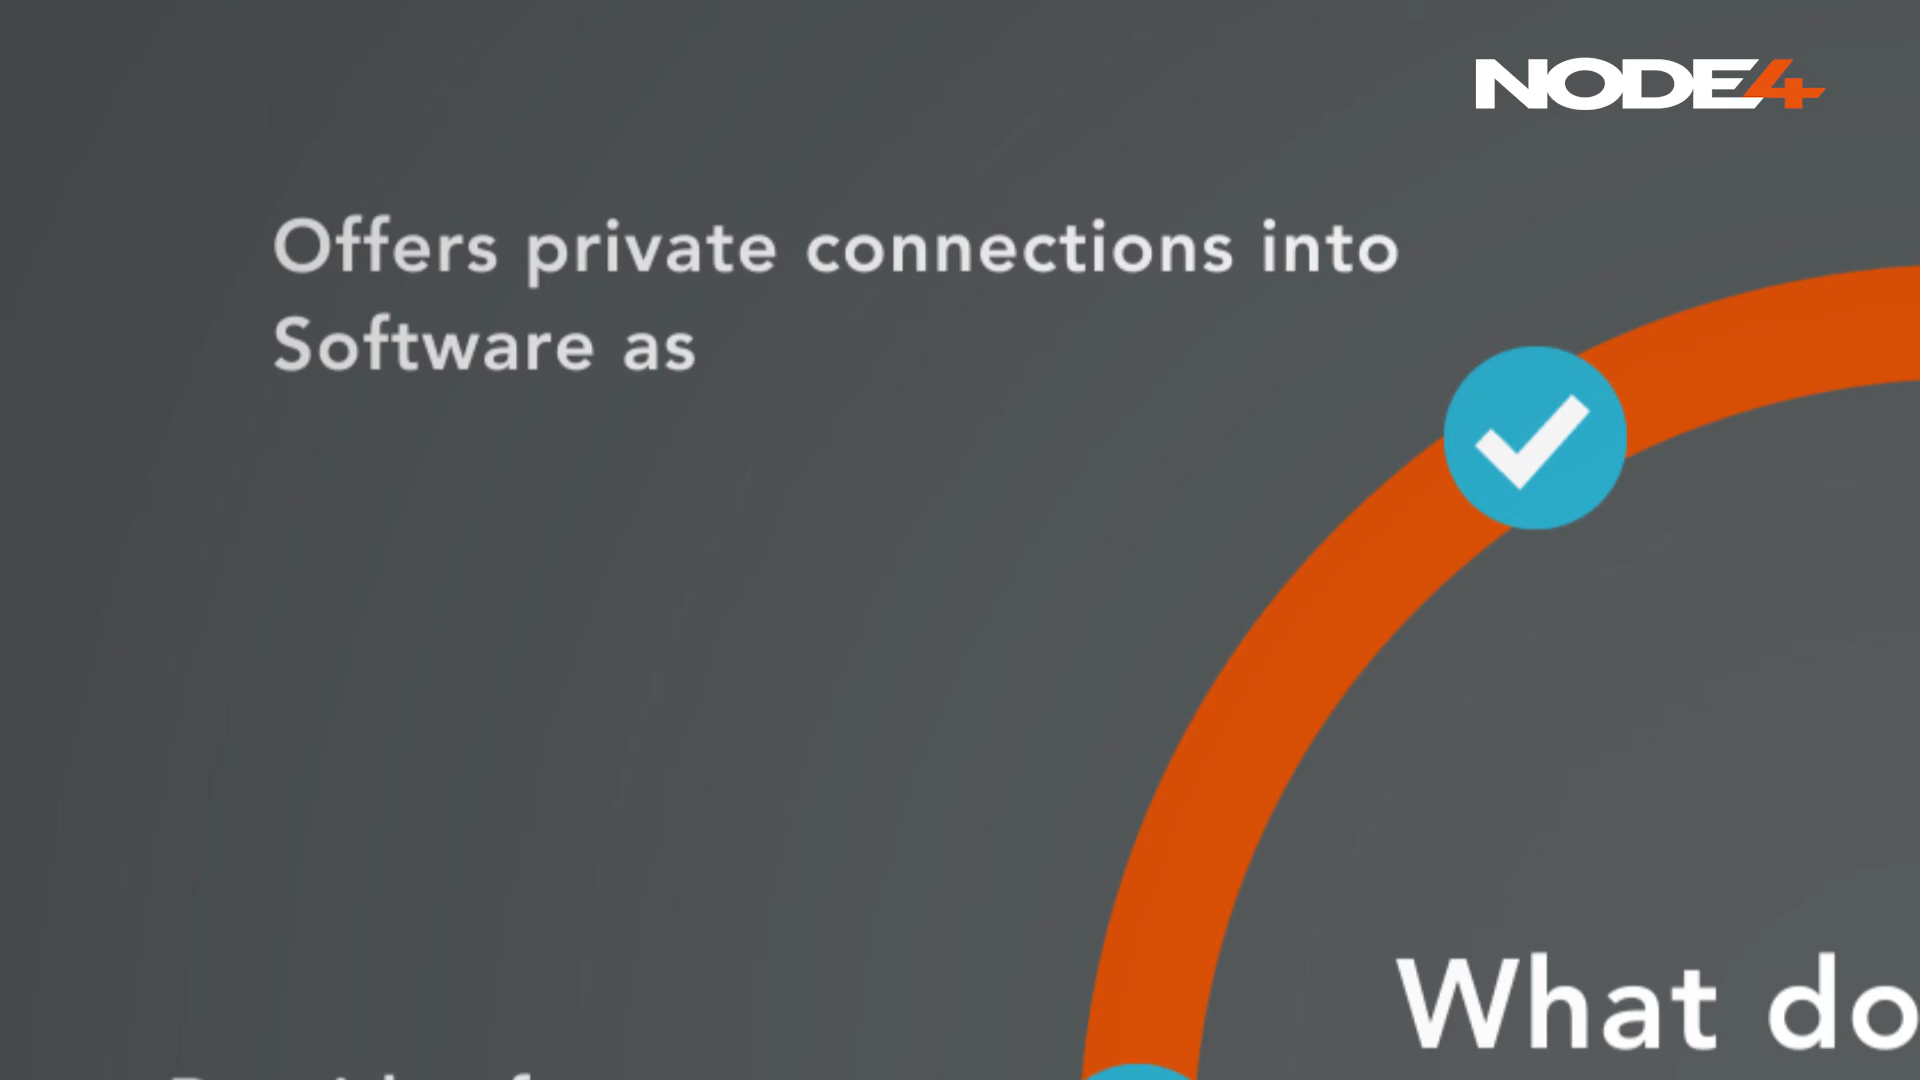 NODE4
Offers private connections into
Software as
What do